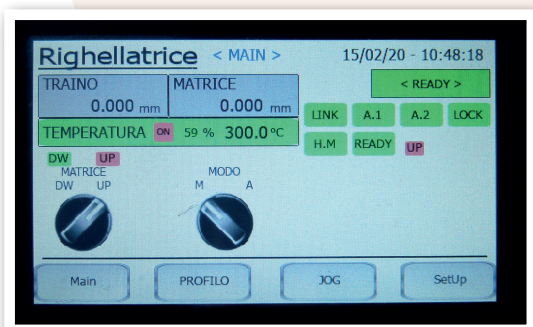 Righellatrice < MAIN > 15/02/20 - 10:48:18
TRAINO MATRICE < READY >
0.000 mm 0.000 mm
LINK A.1 A.2 LOCK
TEMPERATURA ON 59 % 300.0 °C
H.M READY UP
DW UP
MATRICE MODO
DW UP M A
Main PROFILO JOG SetUp